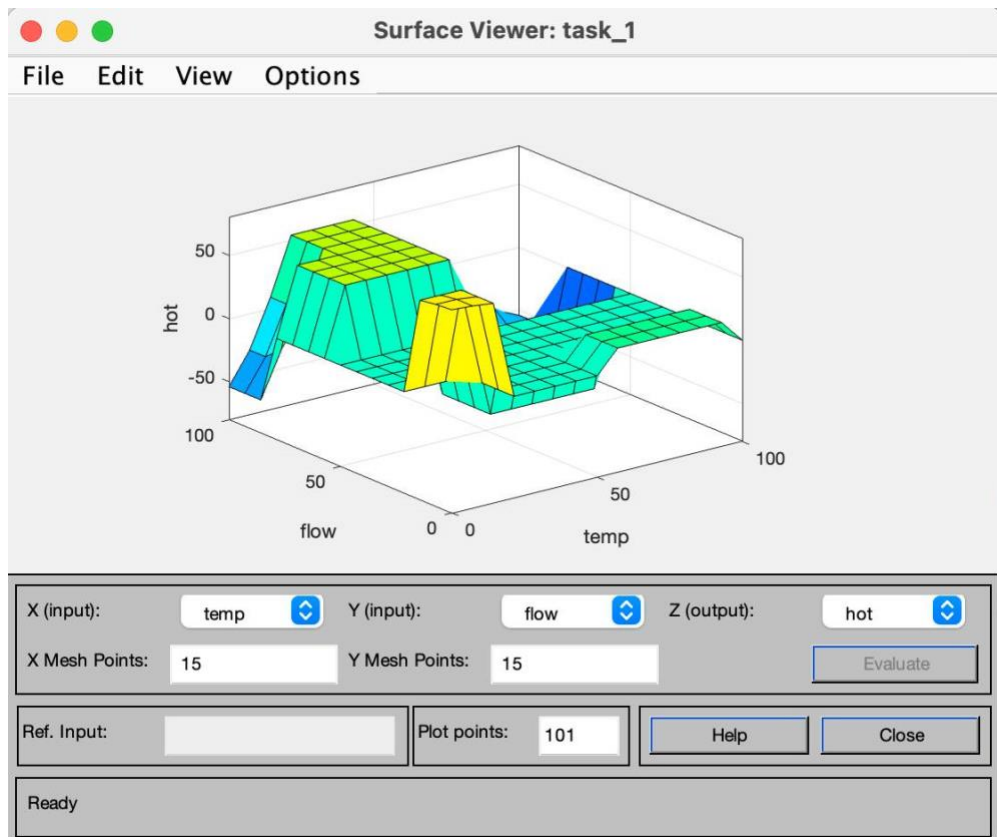 Surface Viewer: task_1
File Edit View Options
50
0
-50
hot
100
50
0
flow
0
50
100
temp
X (input): temp Y (input): flow Z (output): hot
X Mesh Points: 15 Y Mesh Points: 15 Evaluate
Ref. Input: Plot points: 101 Help Close
Ready